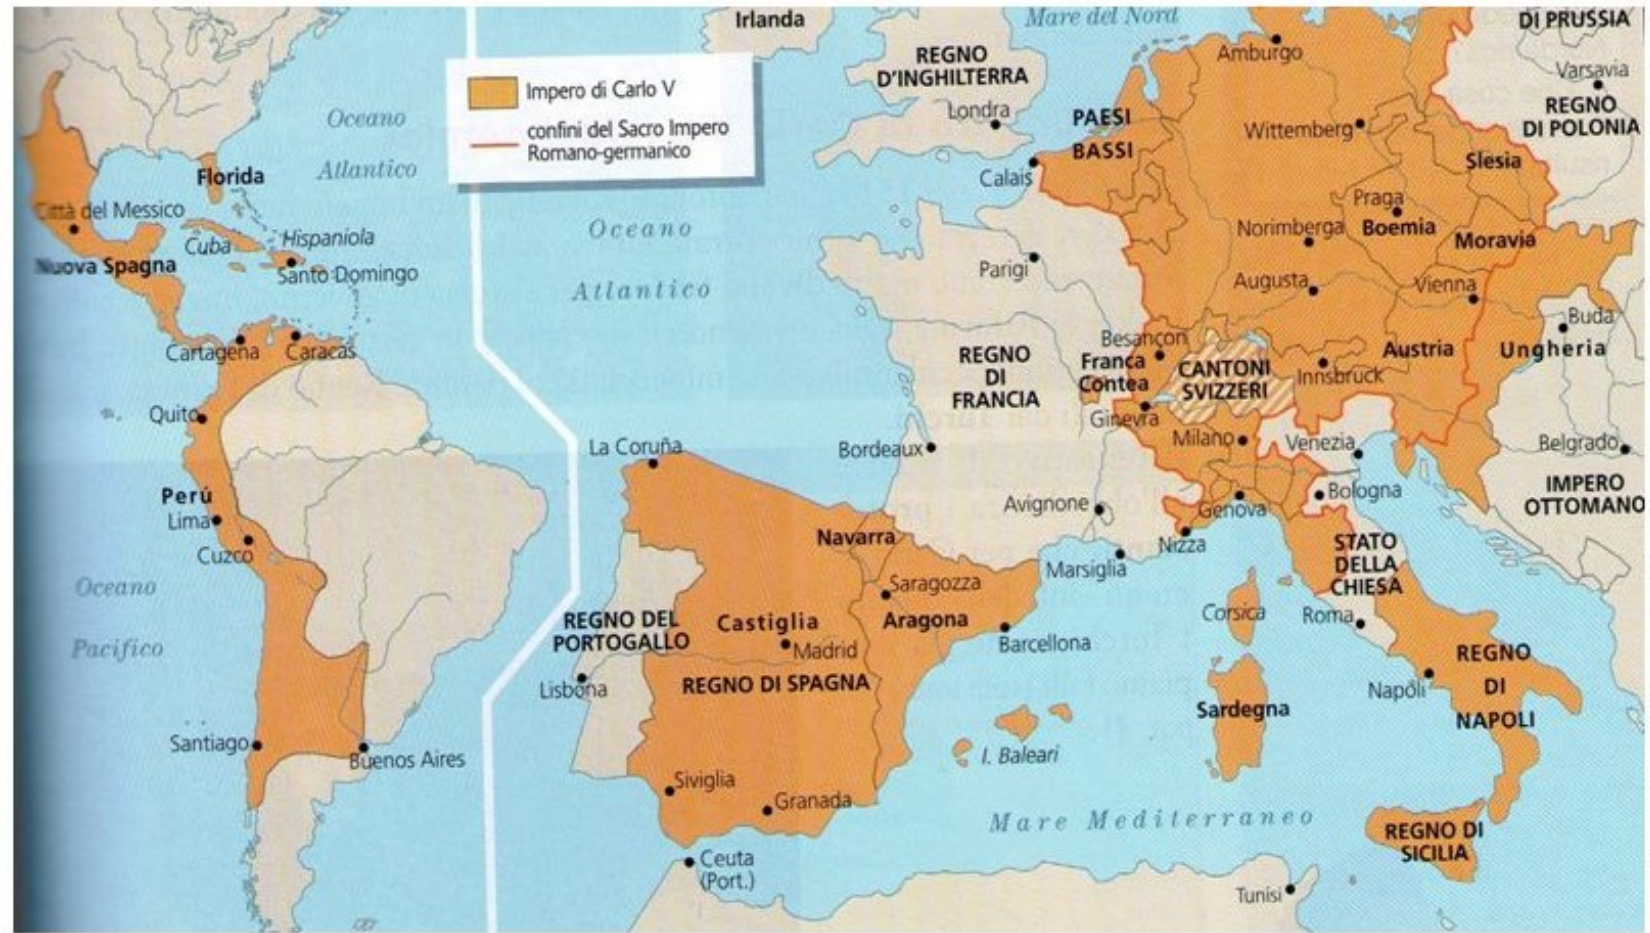 Impero di Carlo V
confini del Sacro Impero
Romano-germanico
Oceano
Atlantico
Florida
Città del Messico
Cuba
Hispaniola
Nuova Spagna
Santo Domingo
Cartagena
Caracas
Quito
Perú
Lima
Cuzco
Oceano
Pacifico
Santiago
Buenos Aires
Irlanda
Mare del Nord
REGNO
D'INGHILTERRA
Londra
Amburgo
DI PRUSSIA
Varsavia
REGNO
DI POLONIA
PAESI
BASSI
Wittemberg
Slesia
Calais
Praga
Boemia
Norimberga
Moravia
Oceano
Atlantico
Parigi
Augusta
Vienna
Buda
Ungheria
Besançon
Franca
Contea
CANTONI
SVIZZERI
Innsbruck
Austria
REGNO
DI
FRANCIA
Ginevra
Milano
Venezia
Belgrado
La Coruña
Bordeaux
IMPERO
OTTOMANO
Avignone
Genova
Bologna
Navarra
Marsiglia
Nizza
STATO
DELLA
CHIESA
Saragozza
Aragona
Corsica
Roma
REGNO DEL
PORTOGALLO
Castiglia
Madrid
Barcellona
REGNO
DI
NAPOLI
Lisbona
REGNO DI SPAGNA
Sardegna
Napoli
I. Baleari
Siviglia
Granada
Mare Mediterraneo
REGNO DI
SICILIA
Ceuta
(Port.)
Tunisi